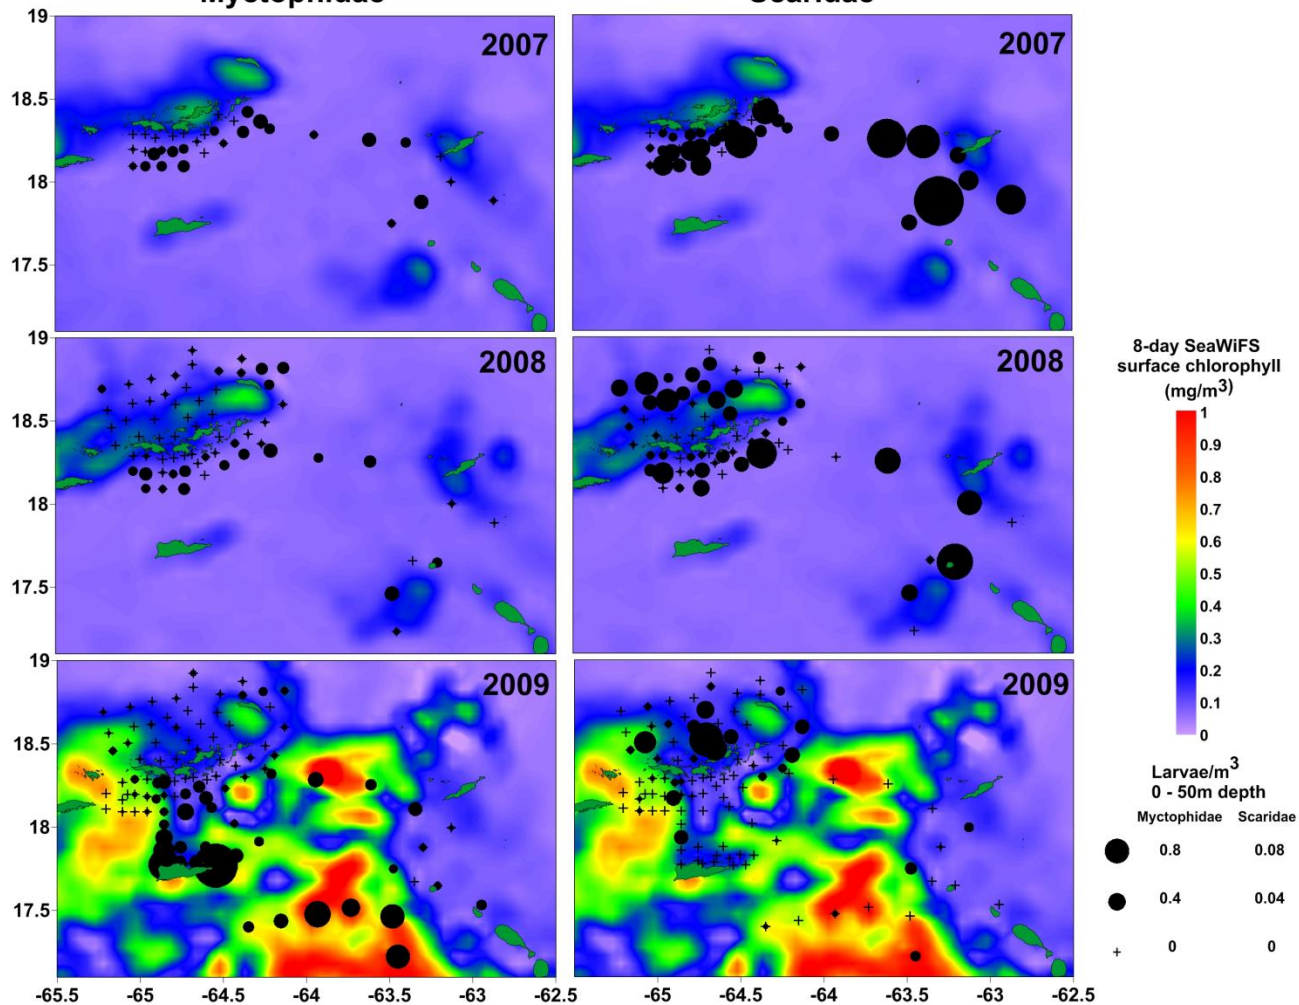 Myctophidae Scaridae
19 2007 2007
18.5
18
17.5
19 2008 2008
18.5
18
17.5
19 2009 2009
18.5
18
17.5
-65.5 -65 -64.5 -64 -63.5 -63 -62.5 -65 -64.5 -64 -63.5 -63 -62.5
8-day SeaWiFS
surface chlorophyll
(mg/m3)
1
0.9
0.8
0.7
0.6
0.5
0.4
0.3
0.2
0.1
0
Larvae/m3
0 - 50m depth
Myctophidae Scaridae
0.8 0.08
0.4 0.04
0 0